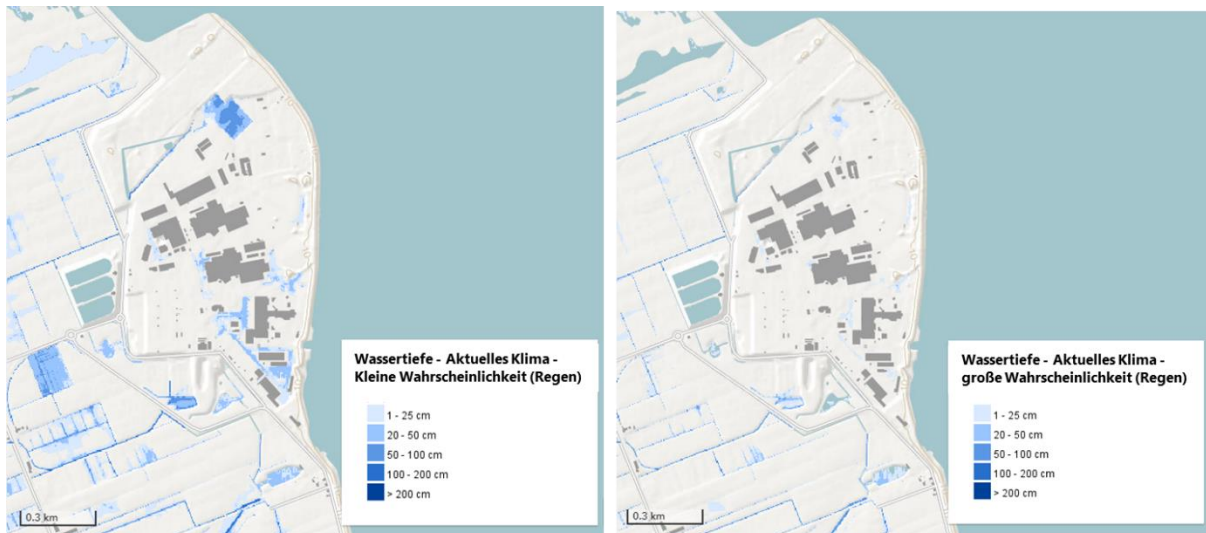 Wassertiefe - Aktuelles Klima -
Kleine Wahrscheinlichkeit (Regen)
1 - 25 cm
20 - 50 cm
50 - 100 cm
100 - 200 cm
> 200 cm
0.3 km
Wassertiefe - Aktuelles Klima -
große Wahrscheinlichkeit (Regen)
1 - 25 cm
20 - 50 cm
50 - 100 cm
100 - 200 cm
> 200 cm
0.3 km